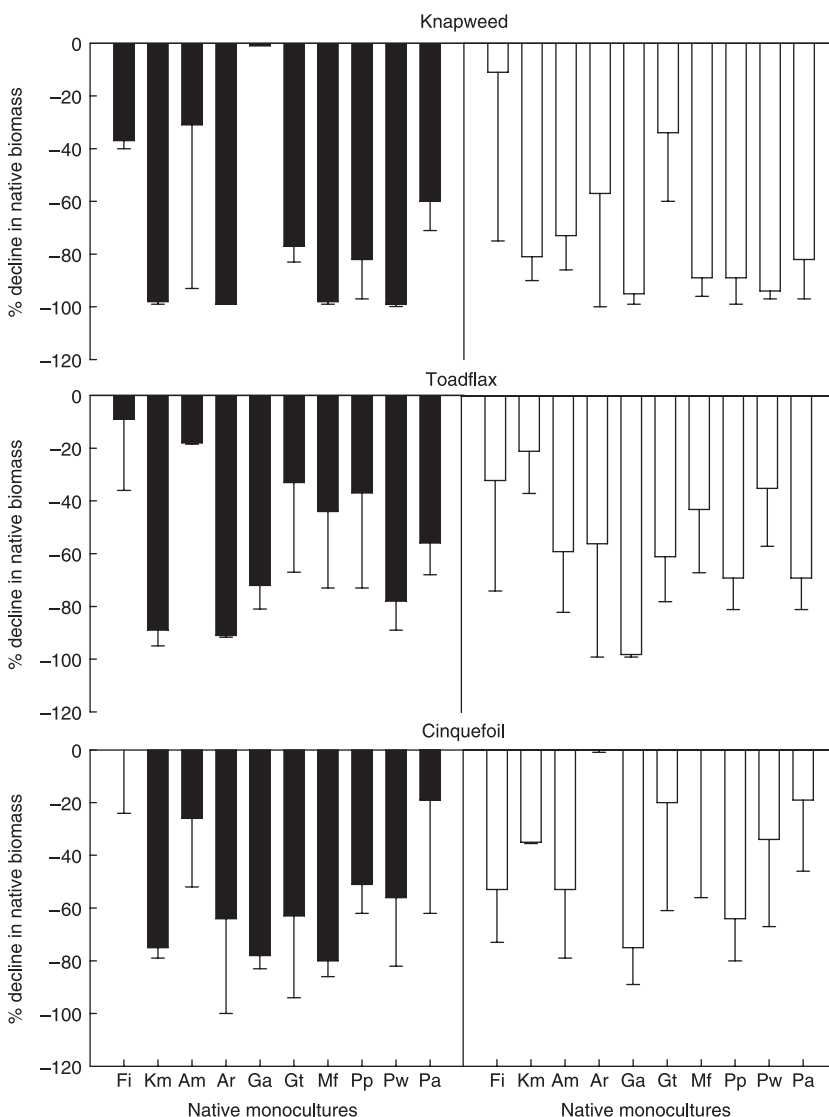 Knapweed
0
−20
−40
−60
−80
−100
−120
% decline in native biomass
Toadflax
0
−20
−40
−60
−80
−100
−120
% decline in native biomass
Cinquefoil
0
−20
−40
−60
−80
−100
−120
% decline in native biomass
Fi Km Am Ar Ga Gt Mf Pp Pw Pa Fi Km Am Ar Ga Gt Mf Pp Pw Pa
Native monocultures Native monocultures